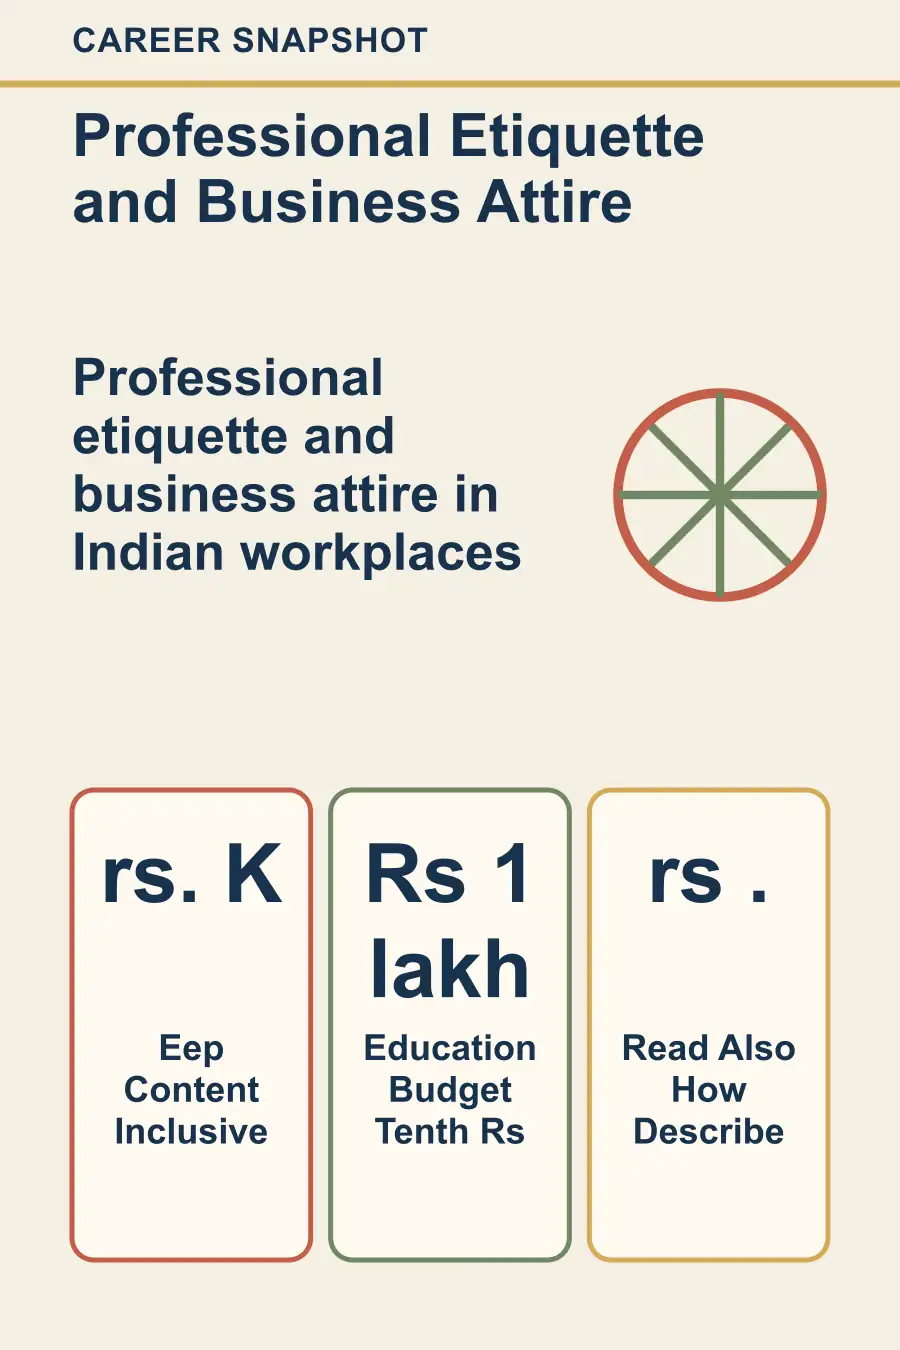 CAREER SNAPSHOT
Professional Etiquette
and Business Attire
Professional
etiquette and
business attire in
Indian workplaces
rs. K
Eep
Content
Inclusive
Rs 1
lakh
Education
Budget
Tenth Rs
rs .
Read Also
How
Describe